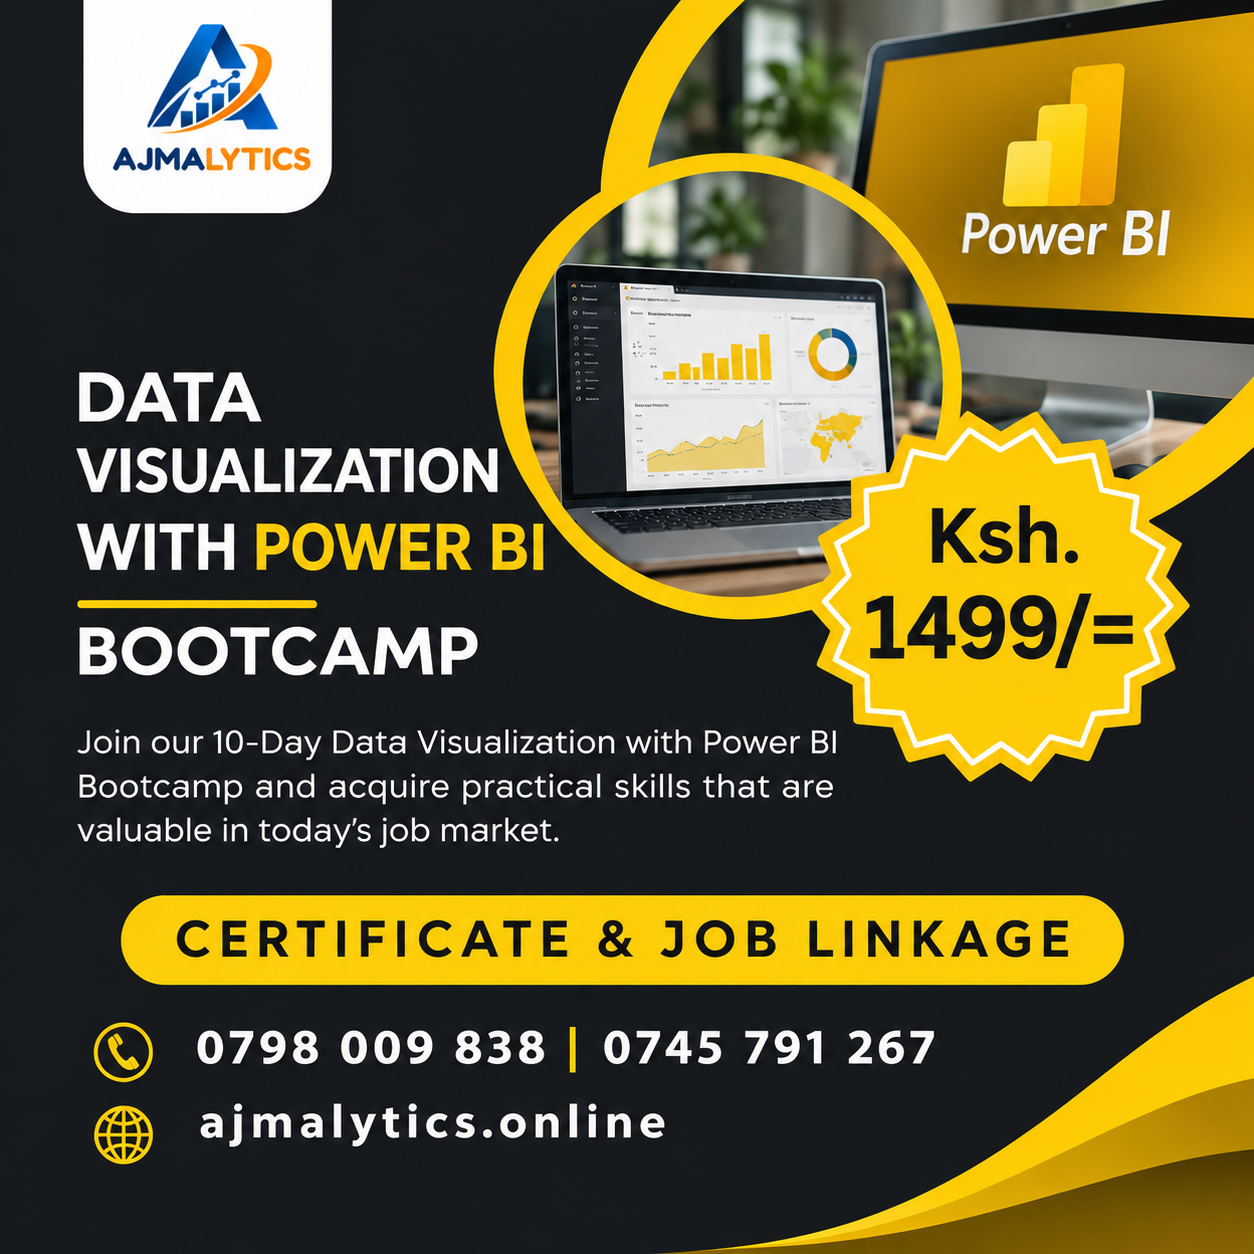 AJMALYTICS
Power BI
DATA
VISUALIZATION
WITH POWER BI
BOOTCAMP
Ksh.
1499/=
Join our 10-Day Data Visualization with Power BI
Bootcamp and acquire practical skills that are
valuable in today's job market.
CERTIFICATE & JOB LINKAGE
0798 009 838 | 0745 791 267
ajmalytics.online